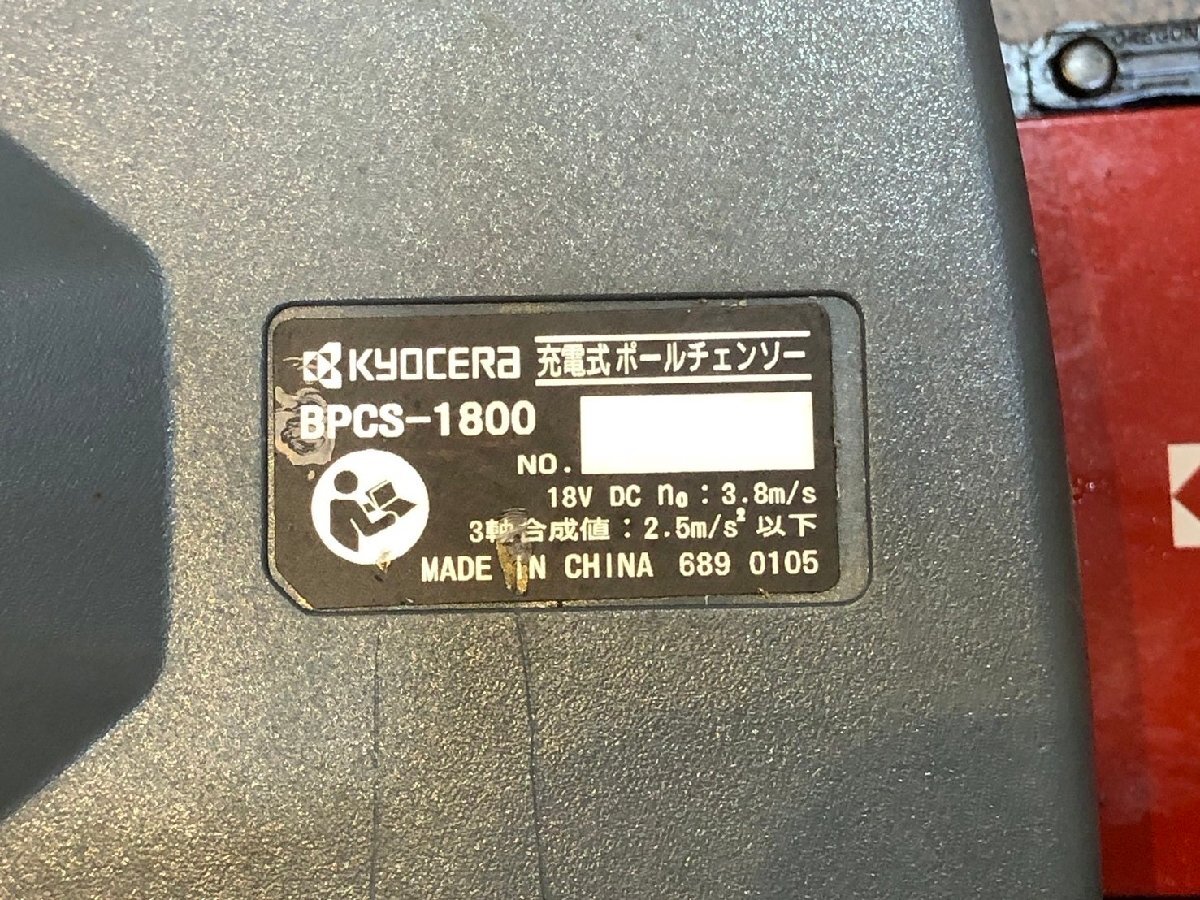 OREGON
KYOCERA 充電式ポールチェンソー
BPCS-1800
NO.
18V DC n₀ : 3.8m/s
3軸合成値 : 2.5m/s² 以下
MADE IN CHINA 689 0105